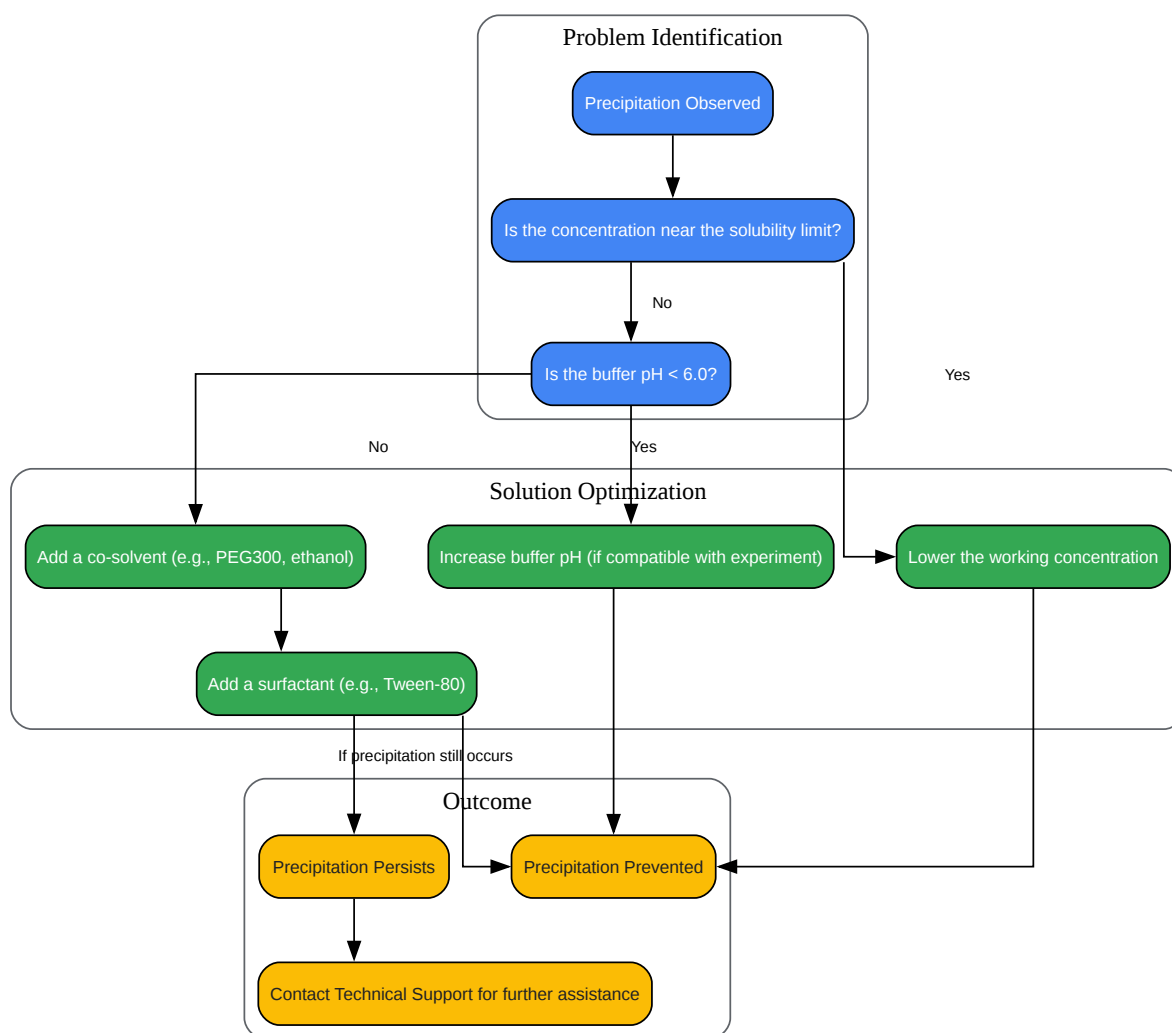 Problem Identification
Precipitation Observed
Is the concentration near the solubility limit?
No
Is the buffer pH < 6.0?
Yes
No
Yes
Solution Optimization
Add a co-solvent (e.g., PEG300, ethanol)
Increase buffer pH (if compatible with experiment)
Lower the working concentration
Add a surfactant (e.g., Tween-80)
If precipitation still occurs
Outcome
Precipitation Persists
Precipitation Prevented
Contact Technical Support for further assistance